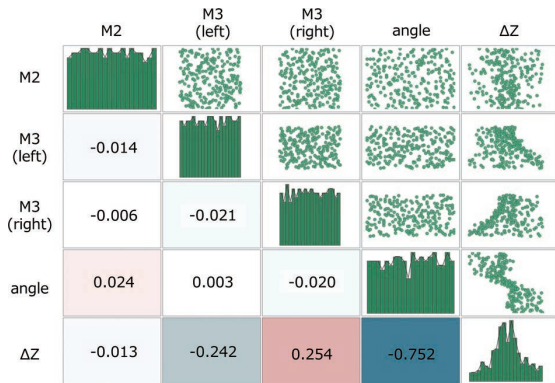 M2 M3 (left) M3 (right) angle ΔZ
M2
M3 (left) -0.014
M3 (right) -0.006 -0.021
angle 0.024 0.003 -0.020
ΔZ -0.013 -0.242 0.254 -0.752